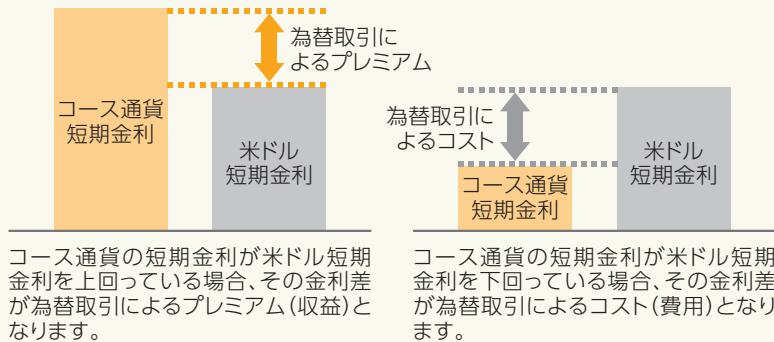 為替取引に
よるプレミアム
コース通貨
短期金利
米ドル
短期金利
コース通貨の短期金利が米ドル短期
金利を上回っている場合、その金利差
が為替取引によるプレミアム(収益)と
なります。
為替取引に
よるコスト
コース通貨
短期金利
米ドル
短期金利
コース通貨の短期金利が米ドル短期
金利を下回っている場合、その金利差
が為替取引によるコスト(費用)となり
ます。